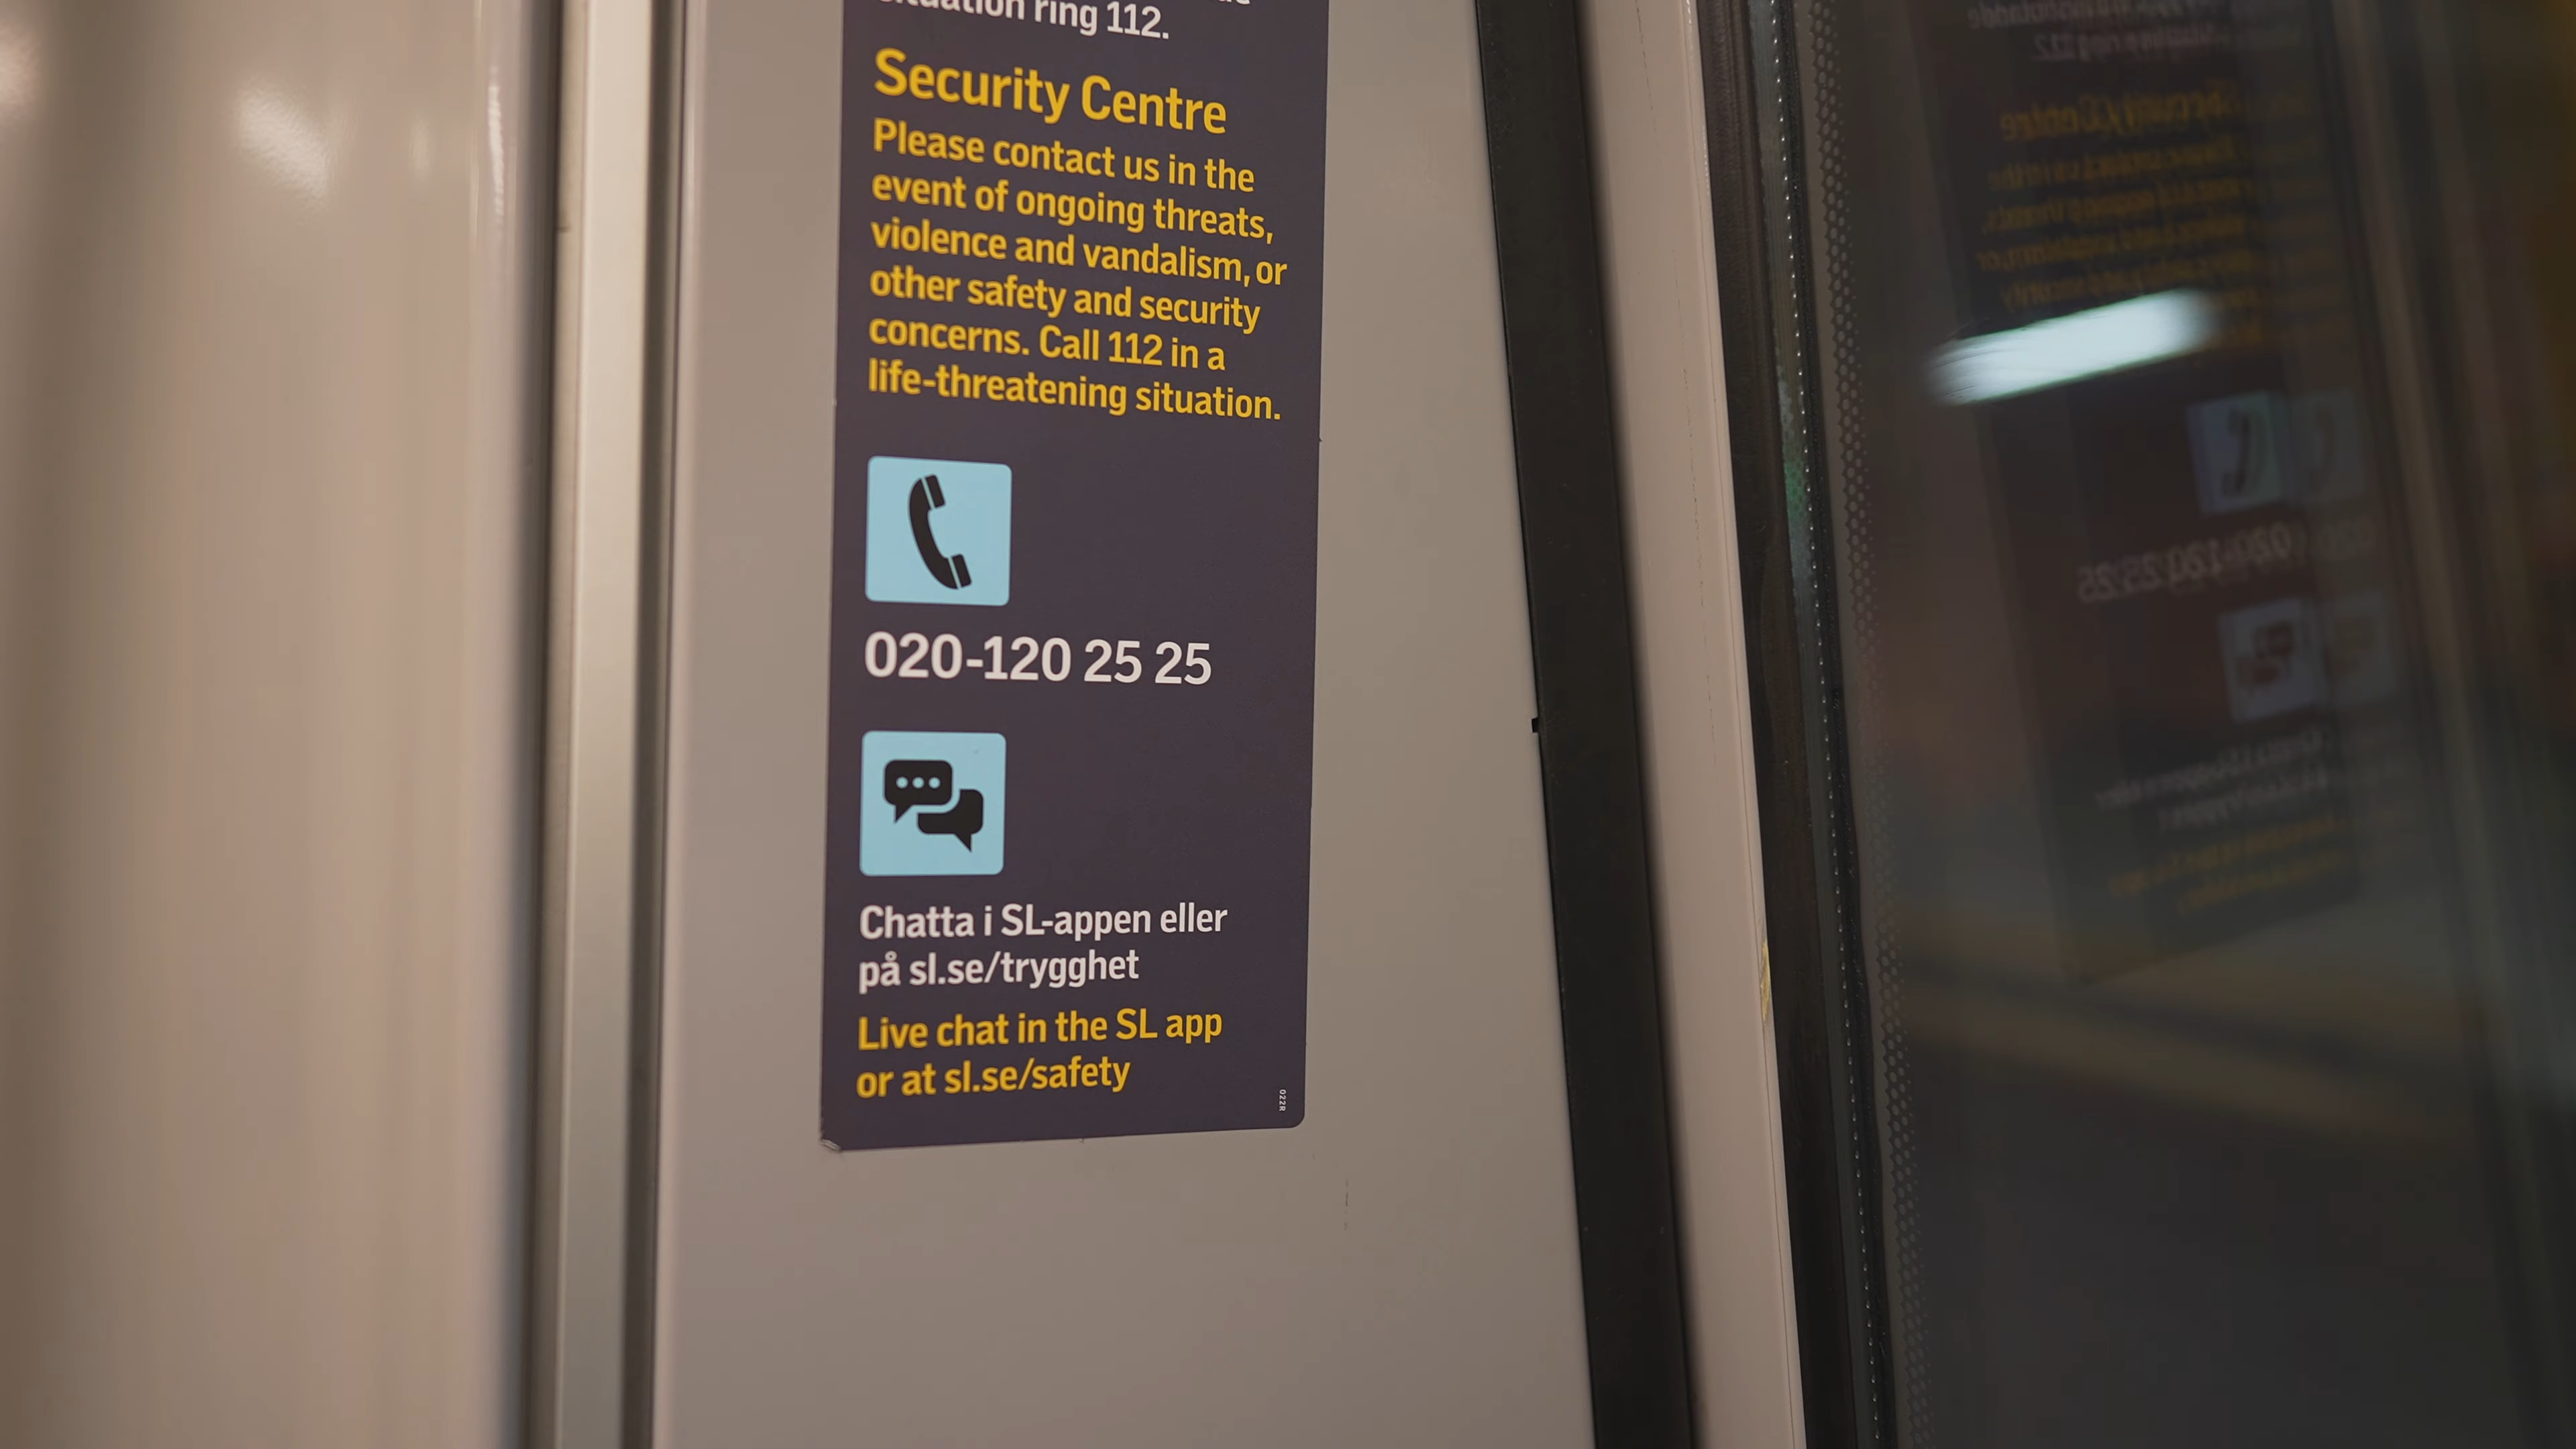 situation ring 112.
Security Centre
Please contact us in the
event of ongoing threats,
violence and vandalism, or
other safety and security
concerns. Call 112 in a
life-threatening situation.
020-120 25 25
Chatta i SL-appen eller
på sl.se/trygghet
Live chat in the SL app
or at sl.se/safety
022R